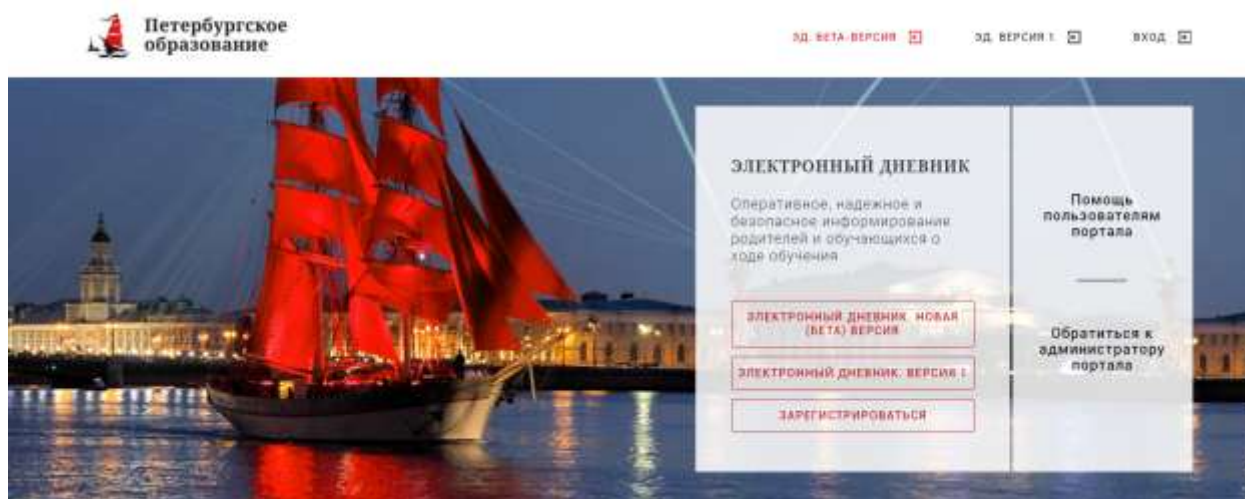 Петербургское
образование
ЭД. БЕТА-ВЕРСИЯ
ЭД. ВЕРСИЯ 1
ВХОД
ЭЛЕКТРОННЫЙ ДНЕВНИК
Оперативное, надежное и
безопасное информирование
родителей и обучающихся о
ходе обучения
ЭЛЕКТРОННЫЙ ДНЕВНИК. НОВАЯ
(БЕТА) ВЕРСИЯ
ЭЛЕКТРОННЫЙ ДНЕВНИК. ВЕРСИЯ 1
ЗАРЕГИСТРИРОВАТЬСЯ
Помощь
пользователям
портала
Обратиться к
администратору
портала